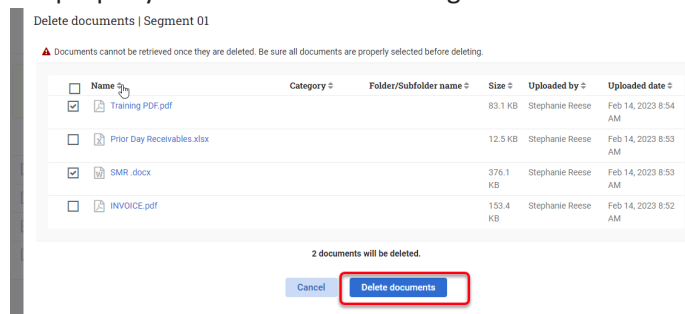 Delete documents | Segment 01
Documents cannot be retrieved once they are deleted. Be sure all documents are properly selected before deleting.
Name Category Folder/Subfolder name Size Uploaded by Uploaded date
Training PDF.pdf 83.1 KB Stephanie Reese Feb 14, 2023 8:54
AM
Prior Day Receivables.xlsx 12.5 KB Stephanie Reese Feb 14, 2023 8:53
AM
SMR .docx 376.1 Stephanie Reese Feb 14, 2023 8:53
KB AM
INVOICE.pdf 153.4 Stephanie Reese Feb 14, 2023 8:52
KB AM
2 documents will be deleted.
Cancel Delete documents